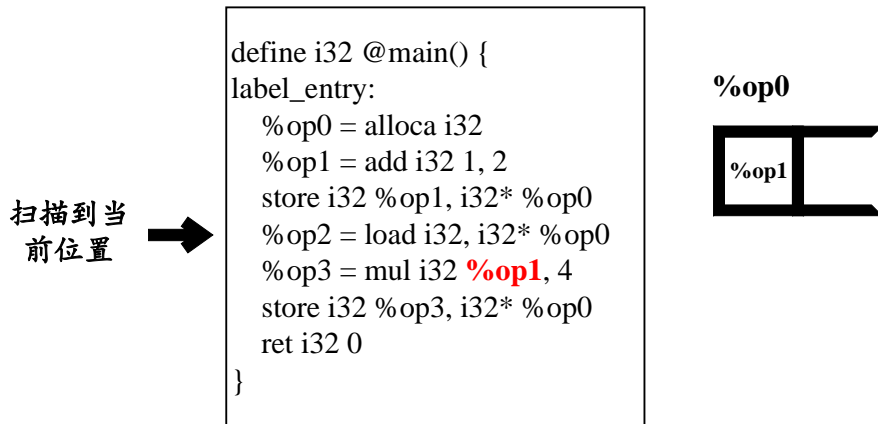 define i32 @main() {
label_entry:
%op0 = alloca i32
%op1 = add i32 1, 2
store i32 %op1, i32* %op0
%op2 = load i32, i32* %op0
%op3 = mul i32 %op1, 4
store i32 %op3, i32* %op0
ret i32 0
}
扫描到当
前位置
%op0
%op1